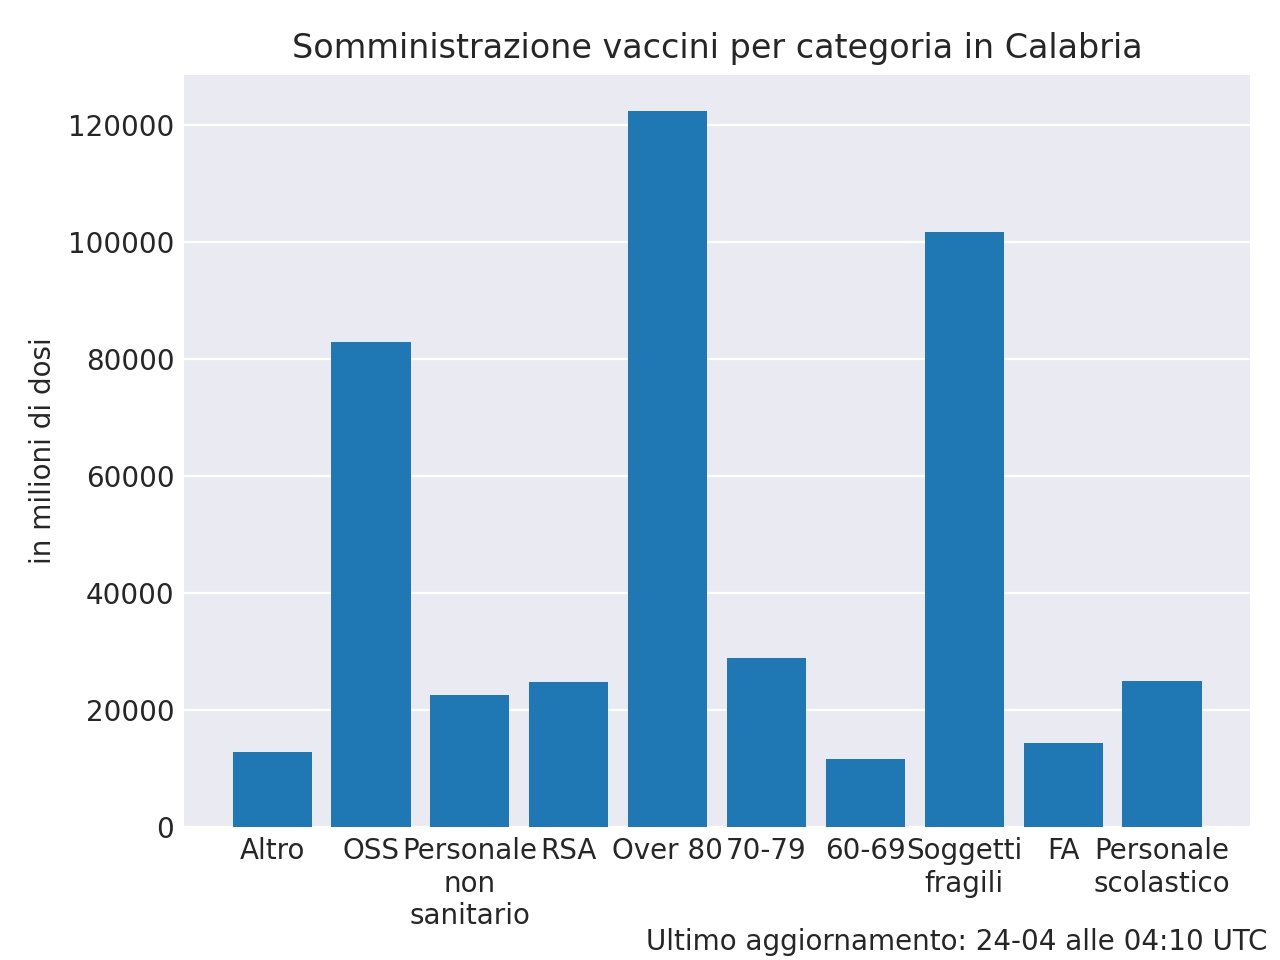 Somministrazione vaccini per categoria in Calabria
in milioni di dosi
120000
100000
80000
60000
40000
20000
0
Altro
OSS
Personale
non
sanitario
RSA
Over 80
70-79
60-69
Soggetti
fragili
FA
Personale
scolastico
Ultimo aggiornamento: 24-04 alle 04:10 UTC